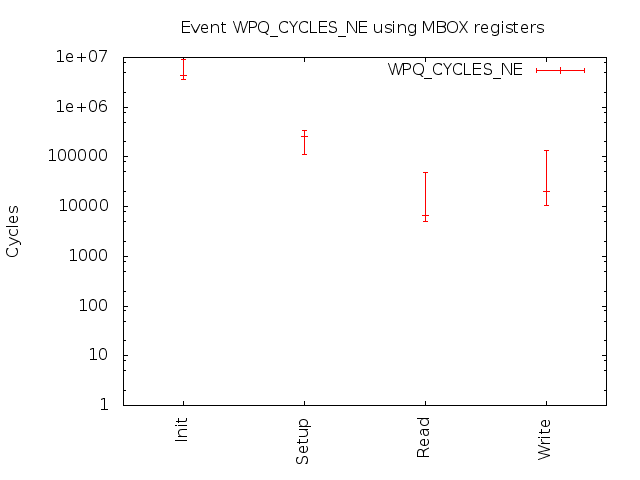 Event WPQ_CYCLES_NE using MBOX registers
WPQ_CYCLES_NE
1e+07
1e+06
100000
10000
1000
100
10
1
Cycles
Init
Setup
Read
Write